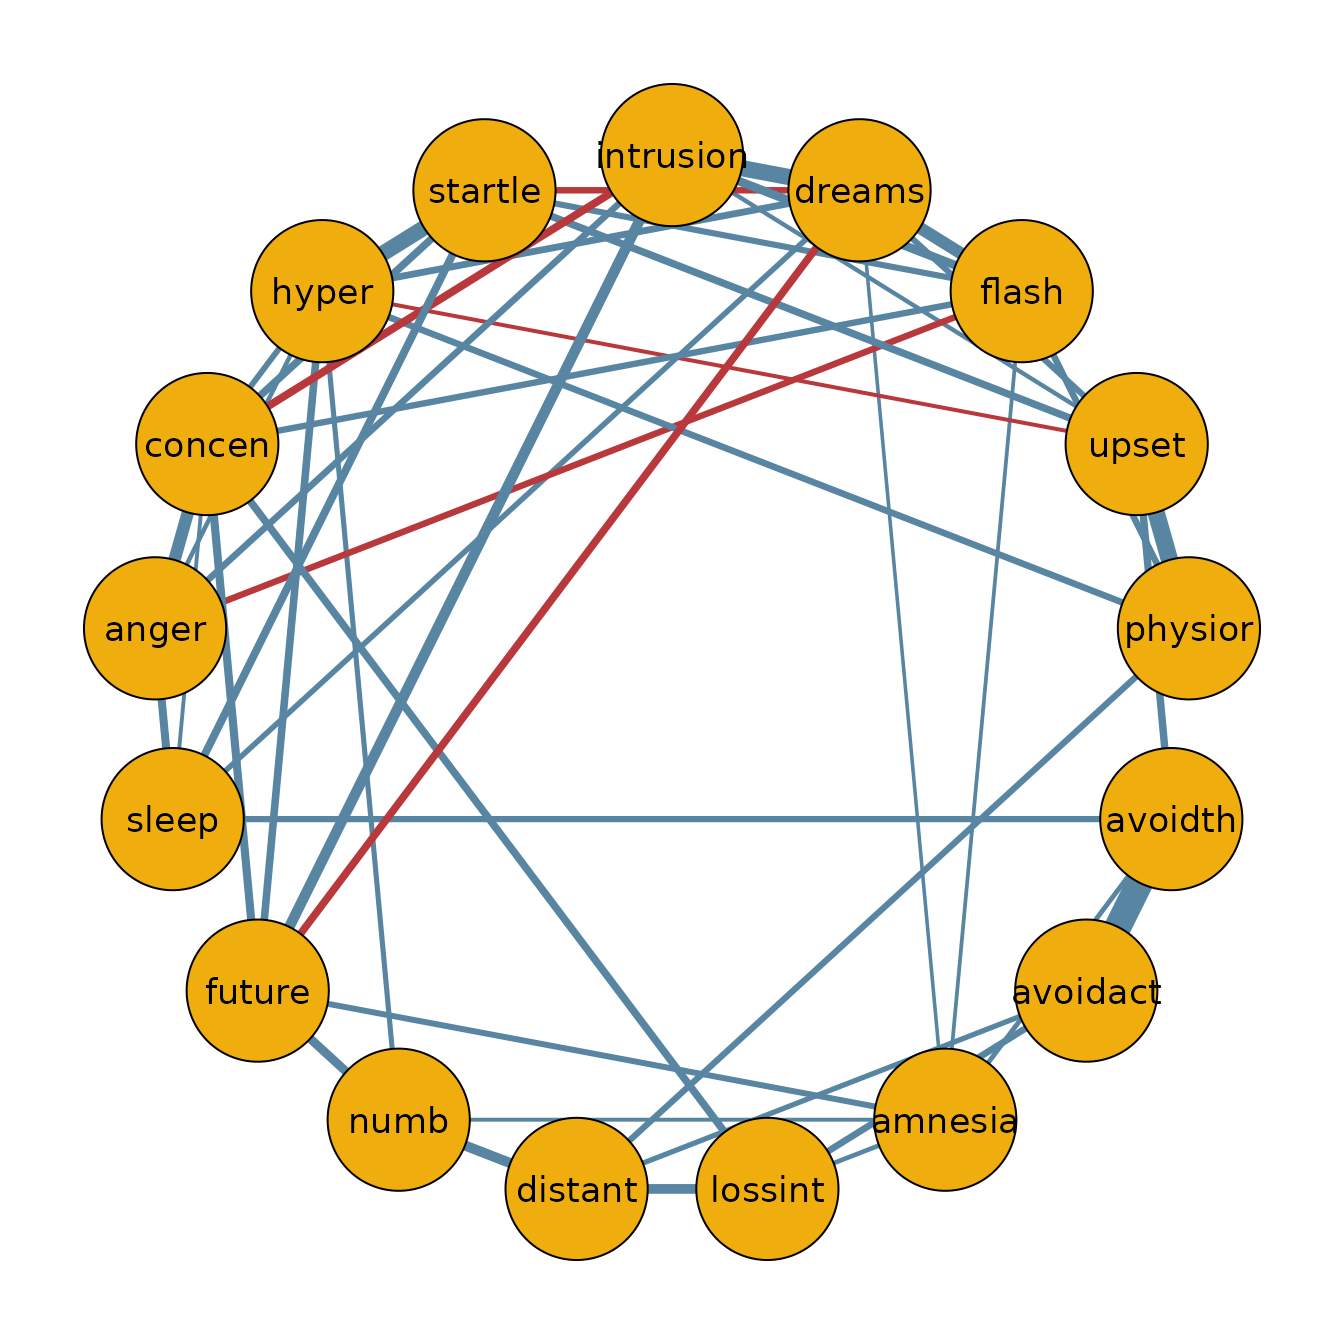 intrusion
startle
dreams
hyper
flash
concen
upset
anger
physior
sleep
avoidth
future
avoidact
numb
amnesia
distant
lossint